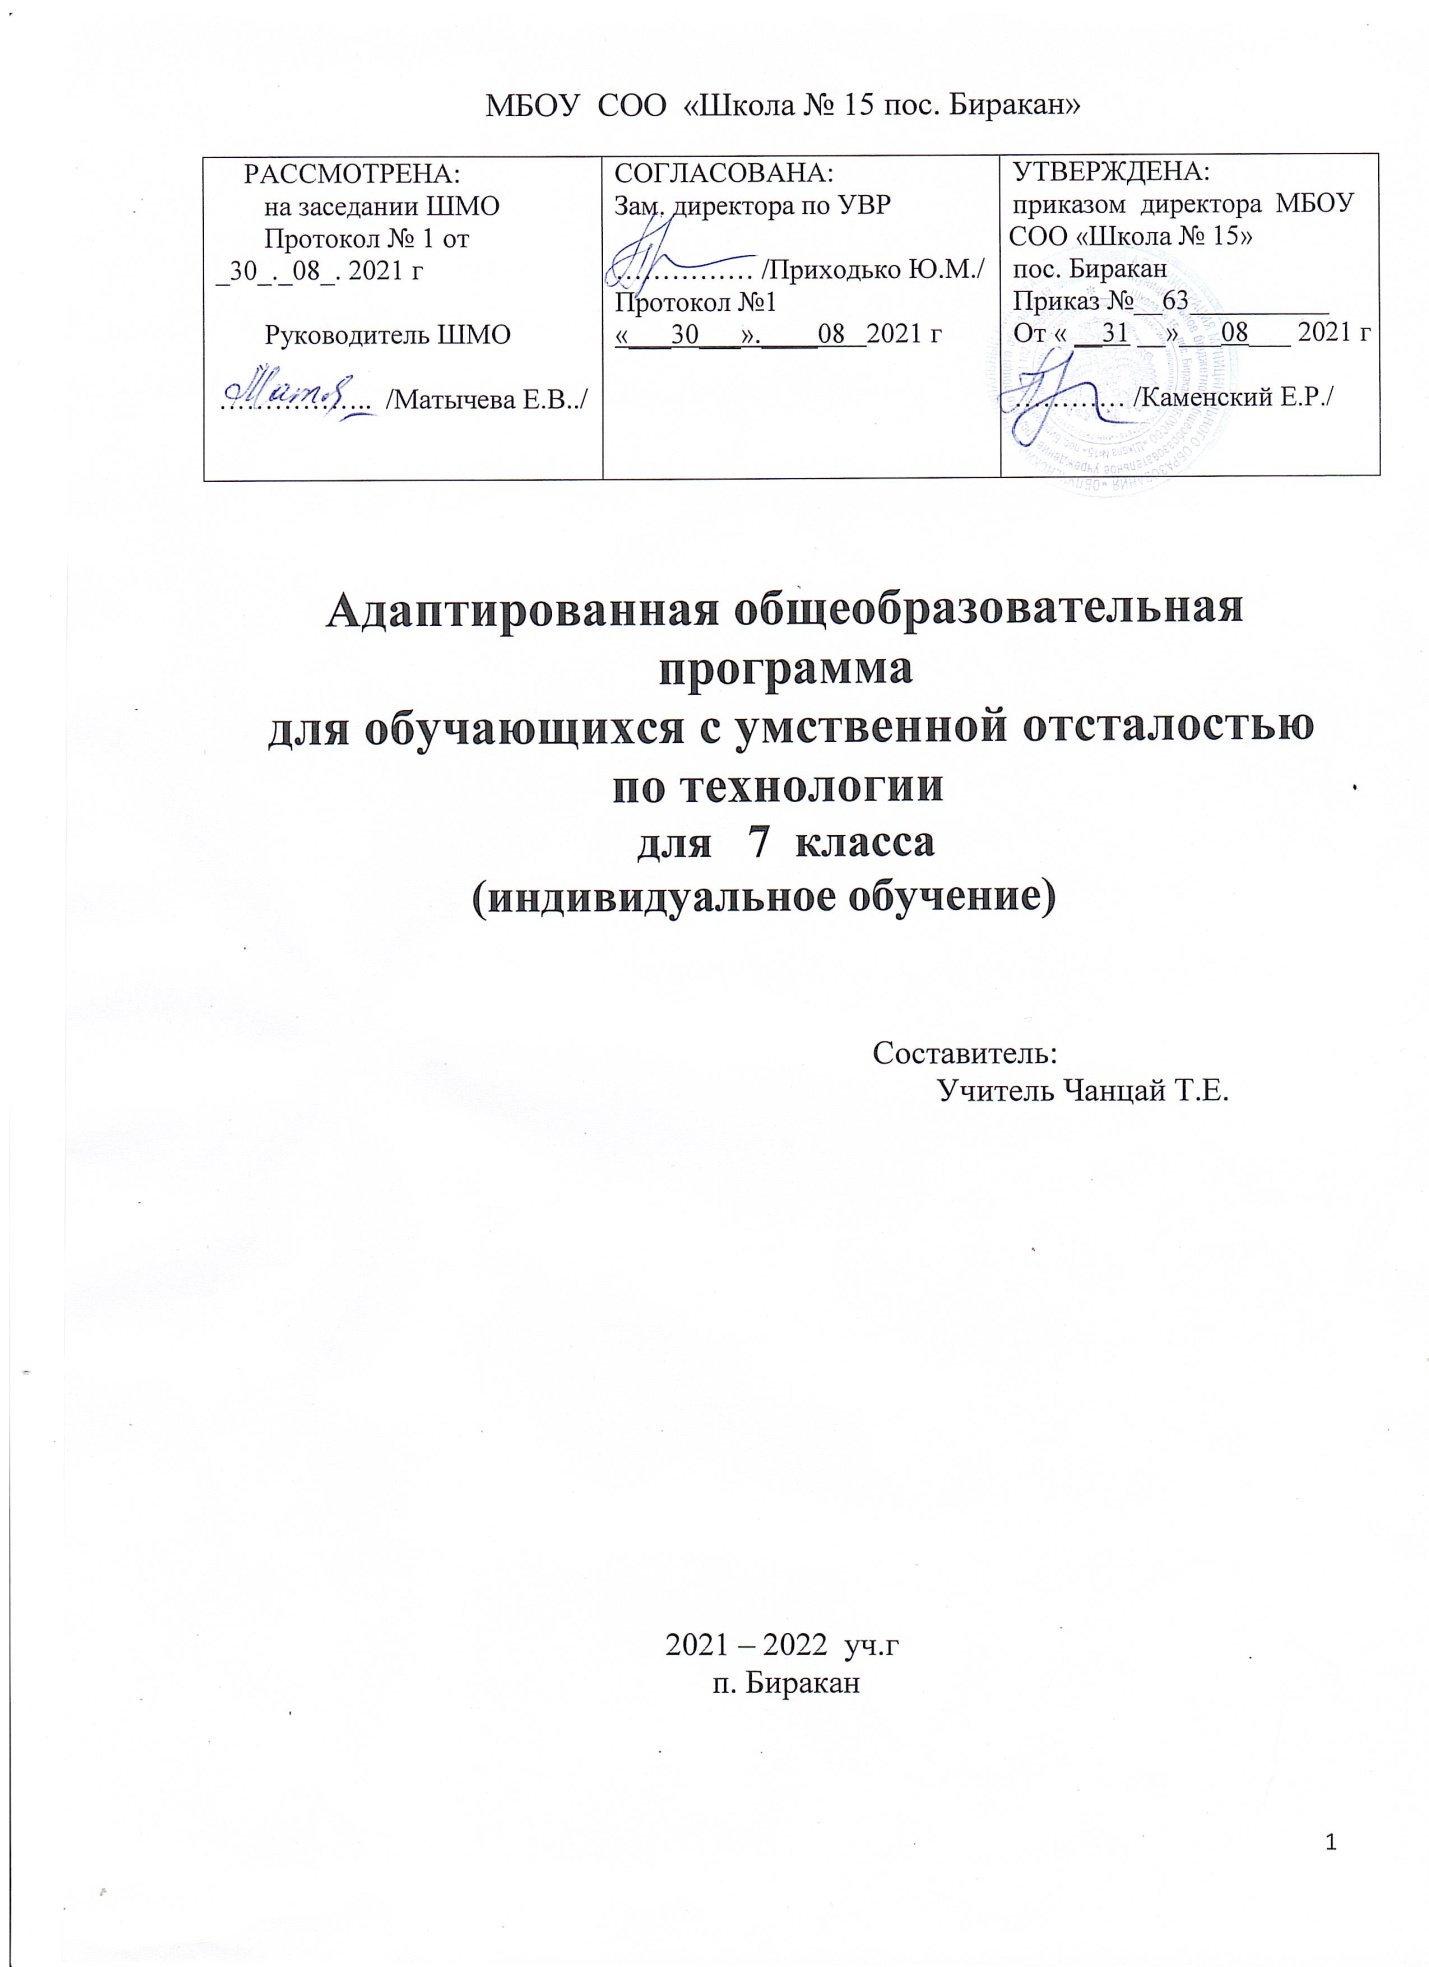 МБОУ СОО «Школа № 15 пос. Биракан»
РАССМОТРЕНА:
на заседании ШМО
Протокол № 1 от
_30_._08_. 2021 г
Руководитель ШМО
................. /Матычева Е.В../
СОГЛАСОВАНА:
Зам. директора по УВР
............... /Приходько Ю.М./
Протокол №1
«___30___».____08__2021 г
УТВЕРЖДЕНА:
приказом директора МБОУ
СОО «Школа № 15»
пос. Биракан
Приказ №__63__________
От « __31 __»___08___ 2021 г
............ /Каменский Е.Р./
Адаптированная общеобразовательная
программа
для обучающихся с умственной отсталостью
по технологии
для 7 класса
(индивидуальное обучение)
Составитель:
Учитель Чанцай Т.Е.
2021 – 2022 уч.г
п. Биракан
1